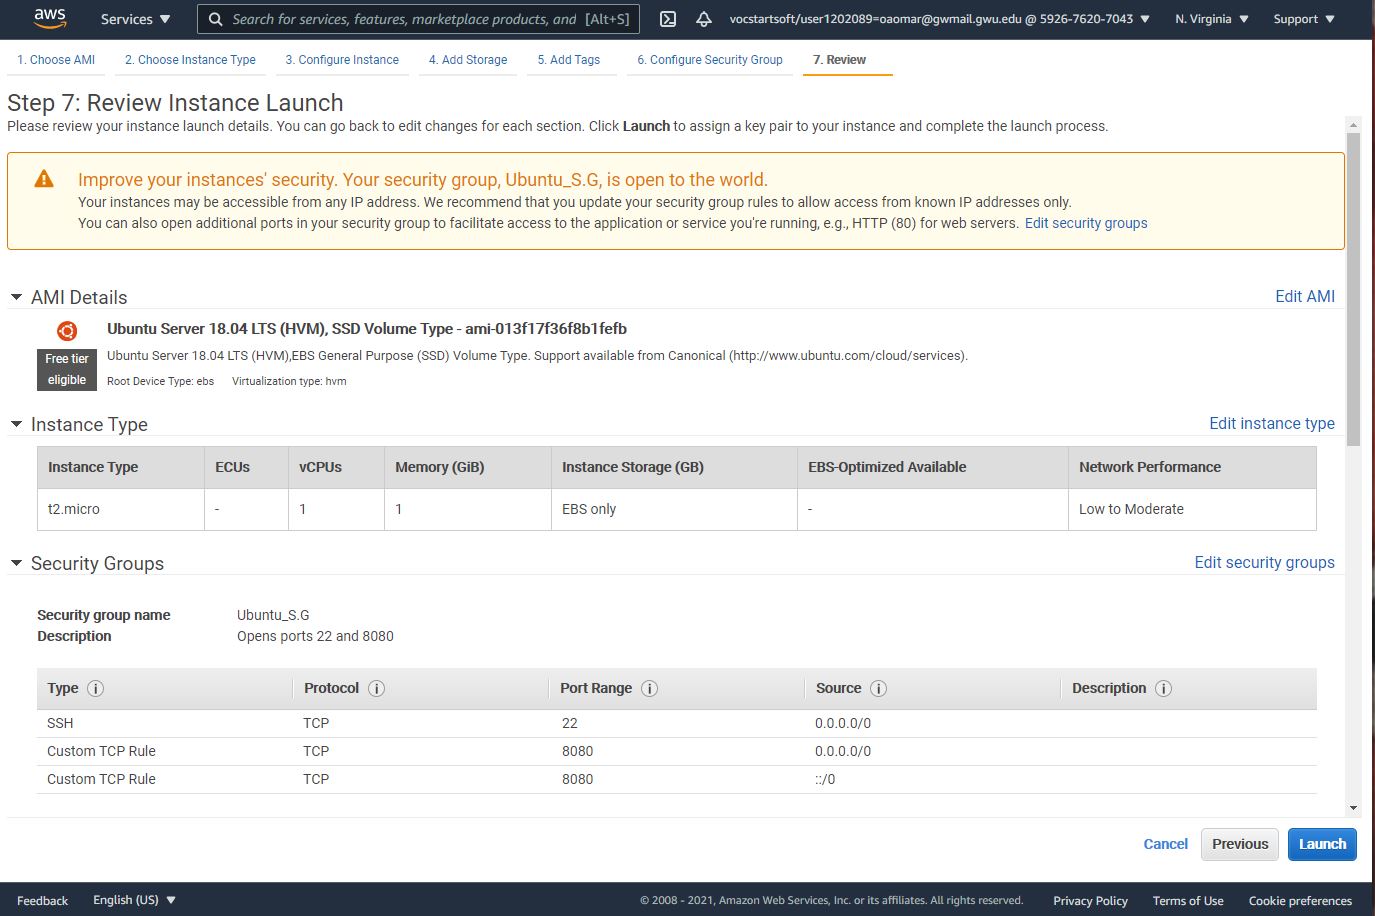 aws Services Search for services, features, marketplace products, and [Alt+S] vocstartsoft/user1202089=oaomar@gwmail.gwu.edu @ 5926-7620-7043 N. Virginia Support
1. Choose AMI 2. Choose Instance Type 3. Configure Instance 4. Add Storage 5. Add Tags 6. Configure Security Group 7. Review
Step 7: Review Instance Launch
Please review your instance launch details. You can go back to edit changes for each section. Click Launch to assign a key pair to your instance and complete the launch process.
Improve your instances' security. Your security group, Ubuntu_S.G, is open to the world.
Your instances may be accessible from any IP address. We recommend that you update your security group rules to allow access from known IP addresses only.
You can also open additional ports in your security group to facilitate access to the application or service you're running, e.g., HTTP (80) for web servers. Edit security groups
AMI Details Edit AMI
Ubuntu Server 18.04 LTS (HVM), SSD Volume Type - ami-013f17f36f8b1fefb
Free tier eligible
Ubuntu Server 18.04 LTS (HVM),EBS General Purpose (SSD) Volume Type. Support available from Canonical (http://www.ubuntu.com/cloud/services).
Root Device Type: ebs Virtualization type: hvm
Instance Type Edit instance type
Instance Type ECUs vCPUs Memory (GiB) Instance Storage (GB) EBS-Optimized Available Network Performance
t2.micro - 1 1 EBS only - Low to Moderate
Security Groups Edit security groups
Security group name Ubuntu_S.G
Description Opens ports 22 and 8080
Type Protocol Port Range Source Description
SSH TCP 22 0.0.0.0/0
Custom TCP Rule TCP 8080 0.0.0.0/0
Custom TCP Rule TCP 8080 ::/0
Cancel Previous Launch
Feedback English (US) © 2008 - 2021, Amazon Web Services, Inc. or its affiliates. All rights reserved. Privacy Policy Terms of Use Cookie preferences